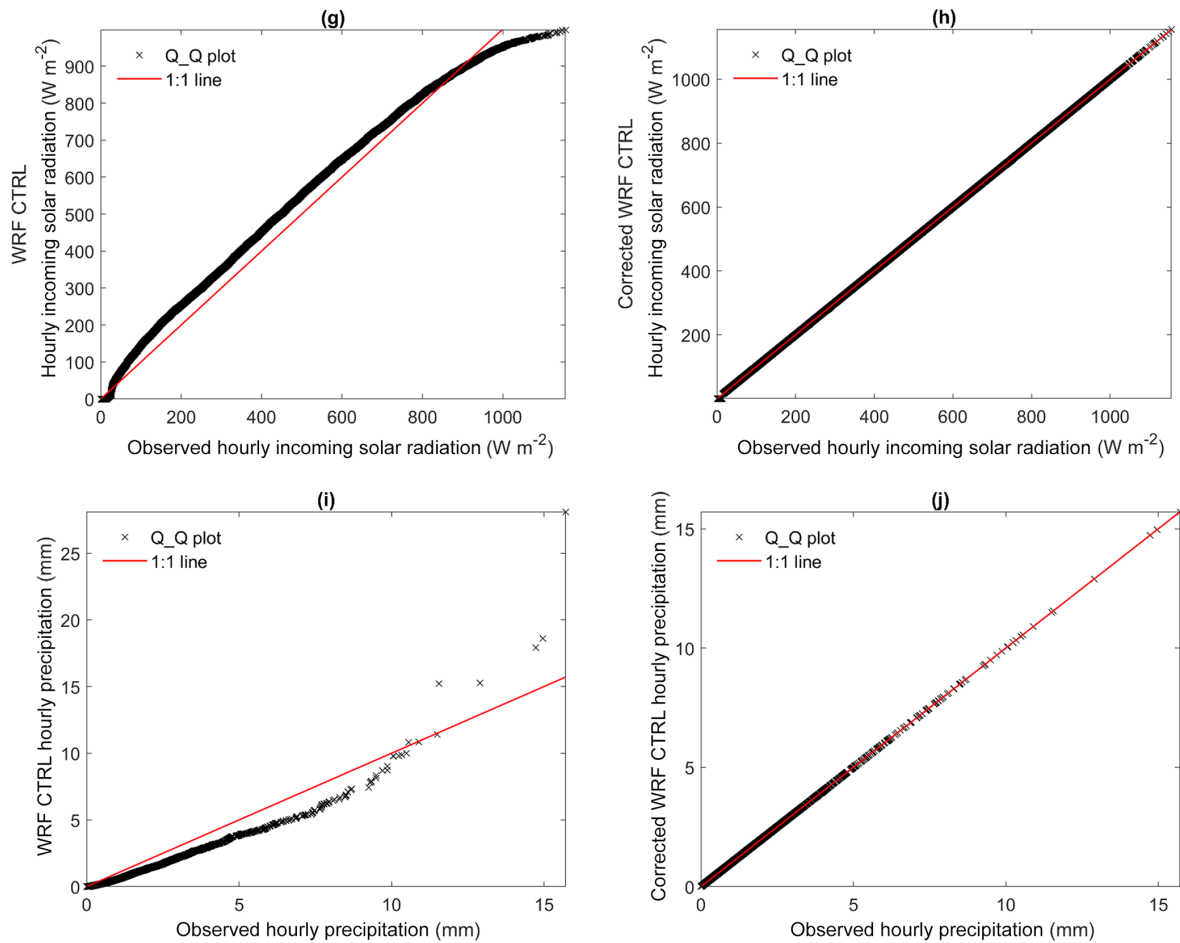 (g)
Q_Q plot
1:1 line
WRF CTRL
Hourly incoming solar radiation (W m-2)
900
800
700
600
500
400
300
200
100
0
0 200 400 600 800 1000
Observed hourly incoming solar radiation (W m-2)
(h)
Q_Q plot
1:1 line
Corrected WRF CTRL
Hourly incoming solar radiation (W m-2)
1000
800
600
400
200
200 400 600 800 1000
Observed hourly incoming solar radiation (W m-2)
(i)
Q_Q plot
1:1 line
WRF CTRL hourly precipitation (mm)
25
20
15
10
5
0
0 5 10 15
Observed hourly precipitation (mm)
(j)
Q_Q plot
1:1 line
Corrected WRF CTRL hourly precipitation (mm)
15
10
5
0
0 5 10 15
Observed hourly precipitation (mm)